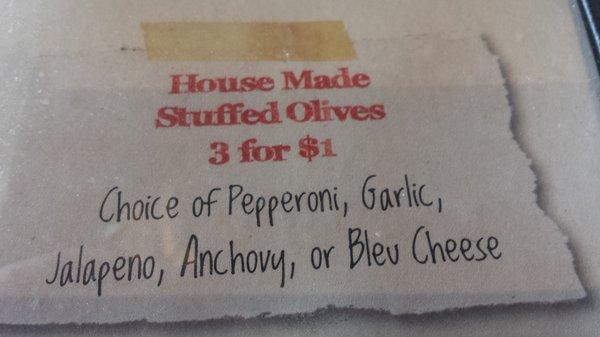 House Made
Stuffed Olives
3 for $1
Choice of Pepperoni, Garlic,
Jalapeno, Anchovy, or Bleu Cheese